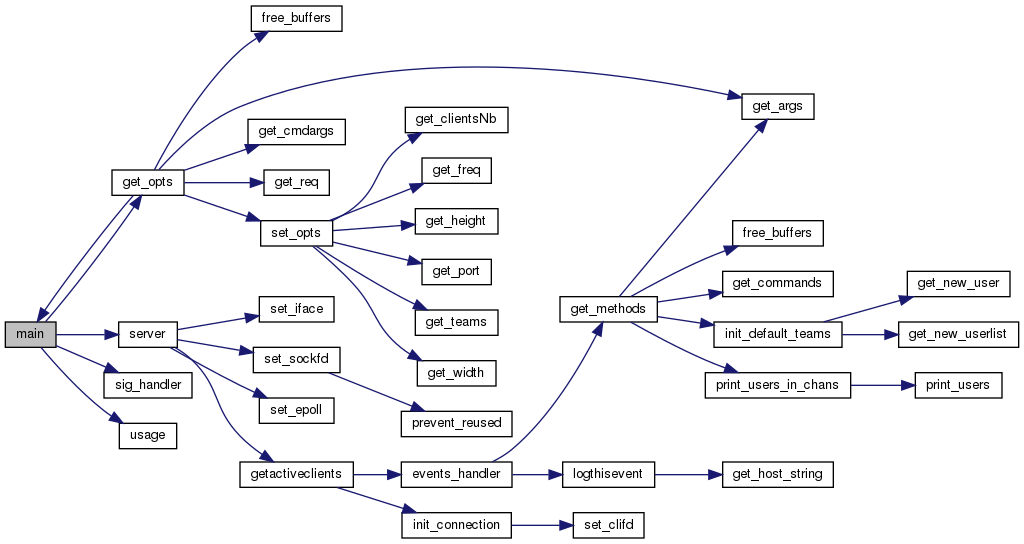 free_buffers
get_args
get_clientsNb
get_cmdargs
get_freq
get_opts
get_req
get_height
set_opts
free_buffers
get_port
get_commands
get_new_user
set_iface
get_methods
get_teams
main
server
init_default_teams
get_new_userlist
set_sockfd
get_width
sig_handler
print_users_in_chans
print_users
set_epoll
prevent_reused
usage
getactiveclients
events_handler
logthisevent
get_host_string
init_connection
set_clifd